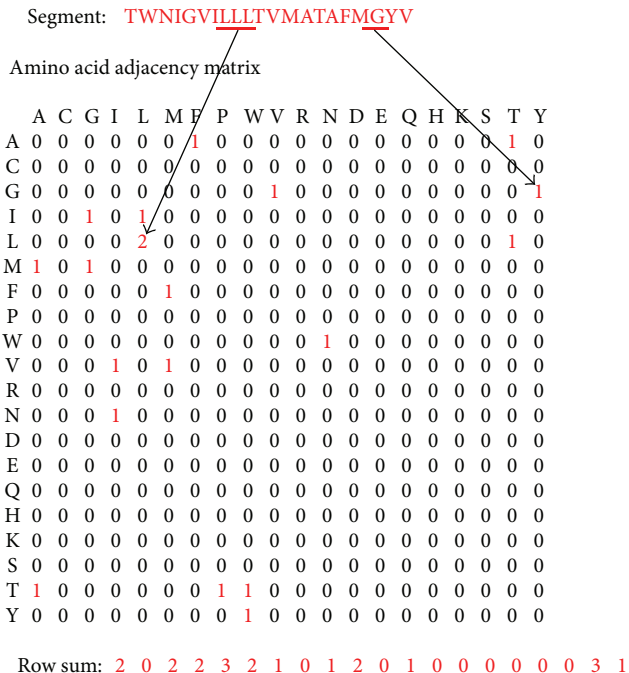 Segment: TWNIGVILLLTVMATAFMGYV
Amino acid adjacency matrix
A C G I L M F P W V R N D E Q H K S T Y
A 0 0 0 0 0 0 1 0 0 0 0 0 0 0 0 0 0 0 1 0
C 0 0 0 0 0 0 0 0 0 0 0 0 0 0 0 0 0 0 0 0
G 0 0 0 0 0 0 0 0 0 1 0 0 0 0 0 0 0 0 0 1
I 0 0 1 0 1 0 0 0 0 0 0 0 0 0 0 0 0 0 0 0
L 0 0 0 0 2 0 0 0 0 0 0 0 0 0 0 0 0 0 1 0
M 1 0 1 0 0 0 0 0 0 0 0 0 0 0 0 0 0 0 0 0
F 0 0 0 0 0 1 0 0 0 0 0 0 0 0 0 0 0 0 0 0
P 0 0 0 0 0 0 0 0 0 0 0 0 0 0 0 0 0 0 0 0
W 0 0 0 0 0 0 0 0 0 0 0 1 0 0 0 0 0 0 0 0
V 0 0 0 1 0 1 0 0 0 0 0 0 0 0 0 0 0 0 0 0
R 0 0 0 0 0 0 0 0 0 0 0 0 0 0 0 0 0 0 0 0
N 0 0 0 1 0 0 0 0 0 0 0 0 0 0 0 0 0 0 0 0
D 0 0 0 0 0 0 0 0 0 0 0 0 0 0 0 0 0 0 0 0
E 0 0 0 0 0 0 0 0 0 0 0 0 0 0 0 0 0 0 0 0
Q 0 0 0 0 0 0 0 0 0 0 0 0 0 0 0 0 0 0 0 0
H 0 0 0 0 0 0 0 0 0 0 0 0 0 0 0 0 0 0 0 0
K 0 0 0 0 0 0 0 0 0 0 0 0 0 0 0 0 0 0 0 0
S 0 0 0 0 0 0 0 0 0 0 0 0 0 0 0 0 0 0 0 0
T 1 0 0 0 0 0 0 1 1 0 0 0 0 0 0 0 0 0 0 0
Y 0 0 0 0 0 0 0 0 1 0 0 0 0 0 0 0 0 0 0 0
Row sum: 2 0 2 2 3 2 1 0 1 2 0 1 0 0 0 0 0 0 3 1